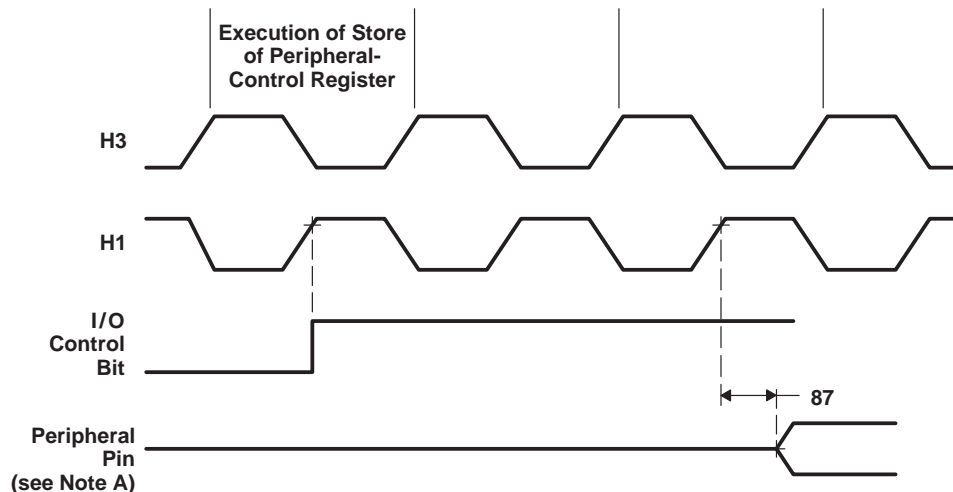 Execution of Store
of Peripheral-
Control Register
H3
H1
I/O
Control
Bit
87
Peripheral
Pin
(see Note A)